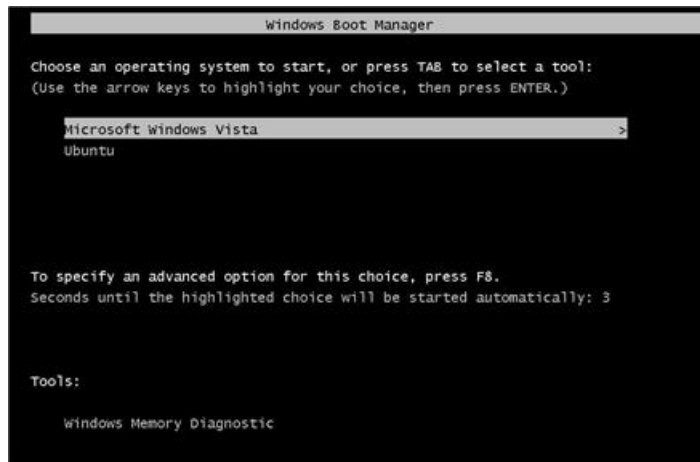 Windows Boot Manager
Choose an operating system to start, or press TAB to select a tool:
(Use the arrow keys to highlight your choice, then press ENTER.)
Microsoft Windows Vista >
Ubuntu
To specify an advanced option for this choice, press F8.
Seconds until the highlighted choice will be started automatically: 3
Tools:
Windows Memory Diagnostic